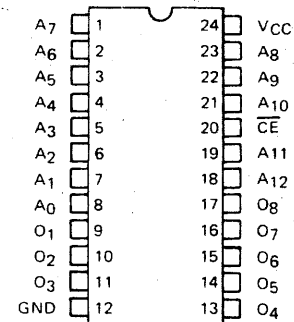 A7 1 24 VCC
A6 2 23 A8
A5 3 22 A9
A4 4 21 A10
A3 5 20 C̅E̅
A2 6 19 A11
A1 7 18 A12
A0 8 17 O8
O1 9 16 O7
O2 10 15 O6
O3 11 14 O5
GND 12 13 O4